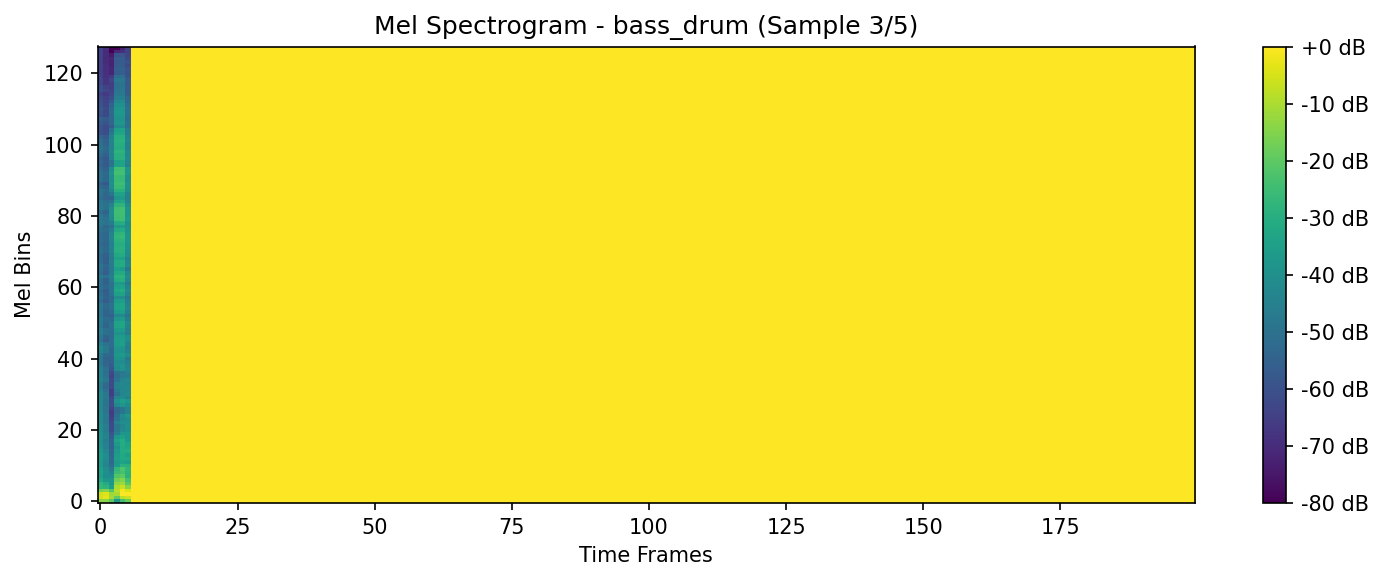 Mel Spectrogram - bass_drum (Sample 3/5)
+0 dB
120
-10 dB
100
-20 dB
80
-30 dB
Mel Bins
-40 dB
60
-50 dB
40
-60 dB
20
-70 dB
0
-80 dB
0 25 50 75 100 125 150 175
Time Frames